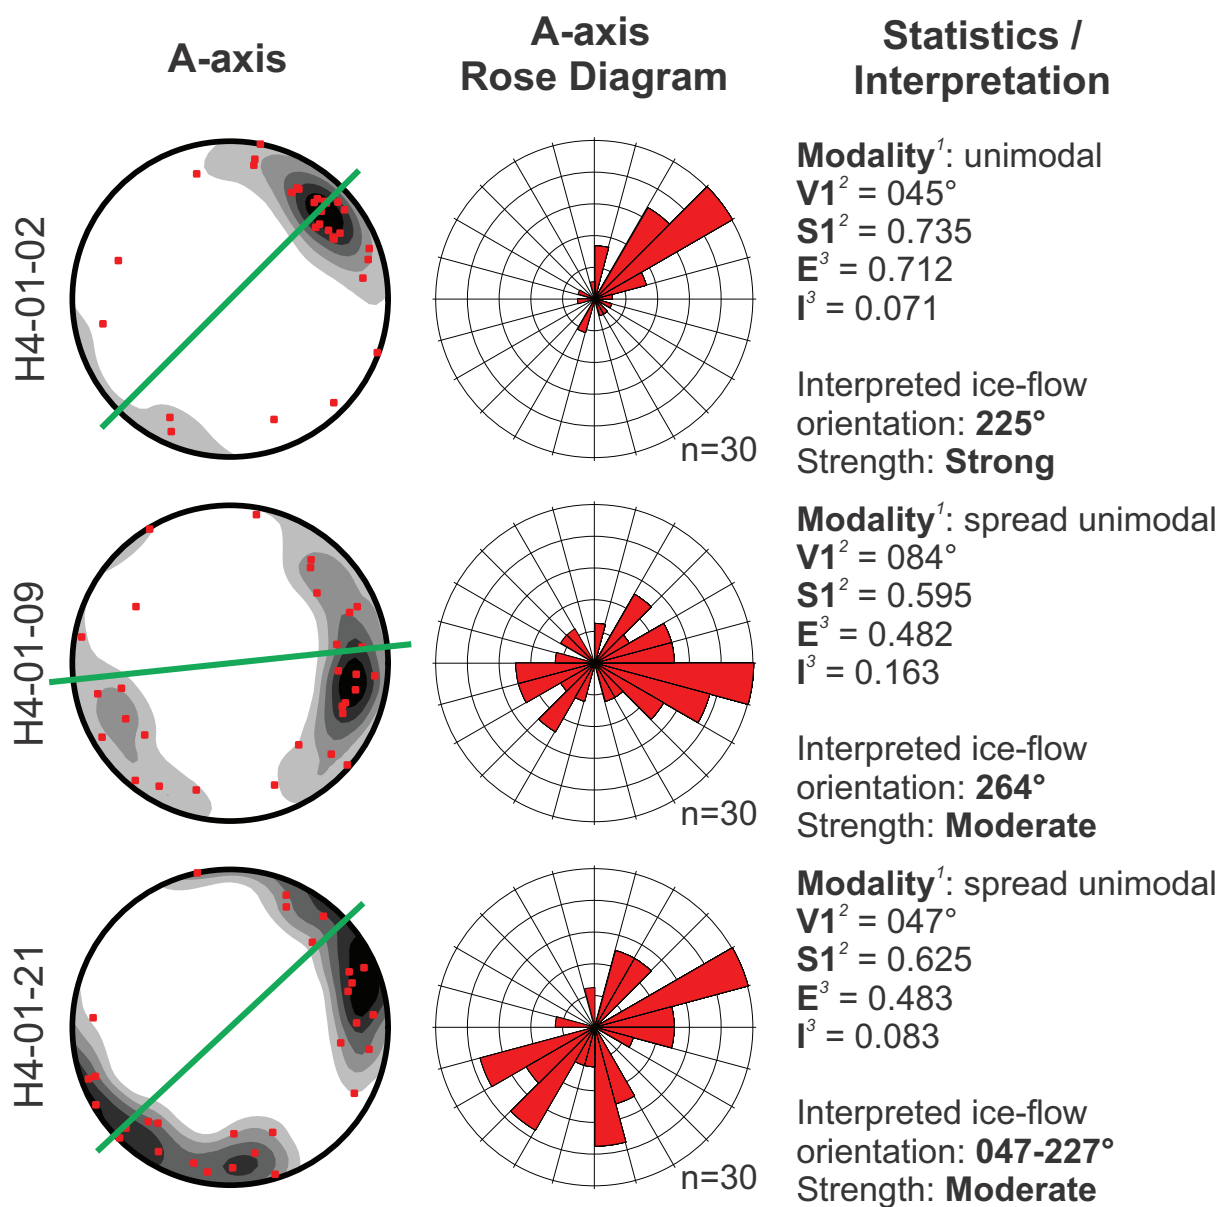 A-axis
A-axis
Rose Diagram
Statistics /
Interpretation
H4-01-02
n=30
Modality¹: unimodal
V1² = 045°
S1² = 0.735
E³ = 0.712
I³ = 0.071
Interpreted ice-flow
orientation: 225°
Strength: Strong
H4-01-09
n=30
Modality¹: spread unimodal
V1² = 084°
S1² = 0.595
E³ = 0.482
I³ = 0.163
Interpreted ice-flow
orientation: 264°
Strength: Moderate
H4-01-21
n=30
Modality¹: spread unimodal
V1² = 047°
S1² = 0.625
E³ = 0.483
I³ = 0.083
Interpreted ice-flow
orientation: 047-227°
Strength: Moderate